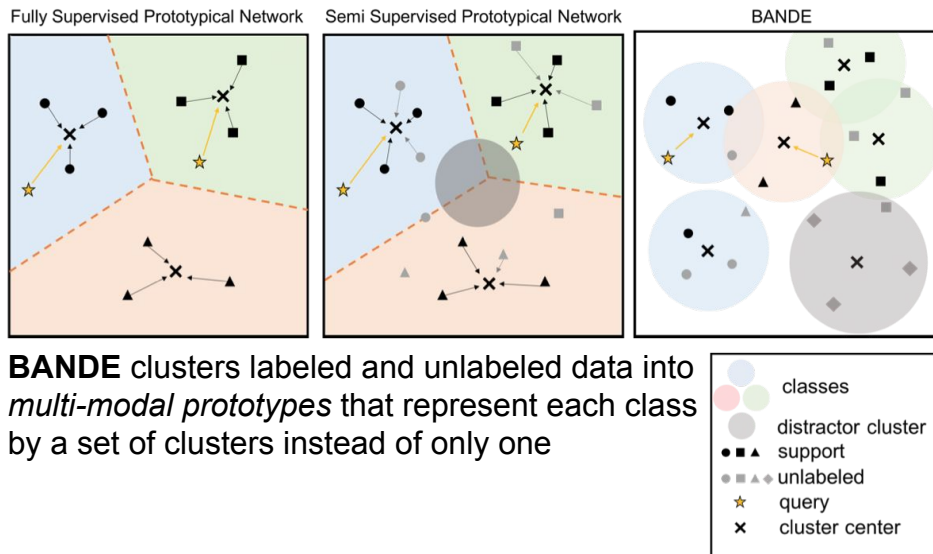 Fully Supervised Prototypical Network
Semi Supervised Prototypical Network
BANDE
BANDE clusters labeled and unlabeled data into
multi-modal prototypes that represent each class
by a set of clusters instead of only one
classes
distractor cluster
support
unlabeled
query
cluster center